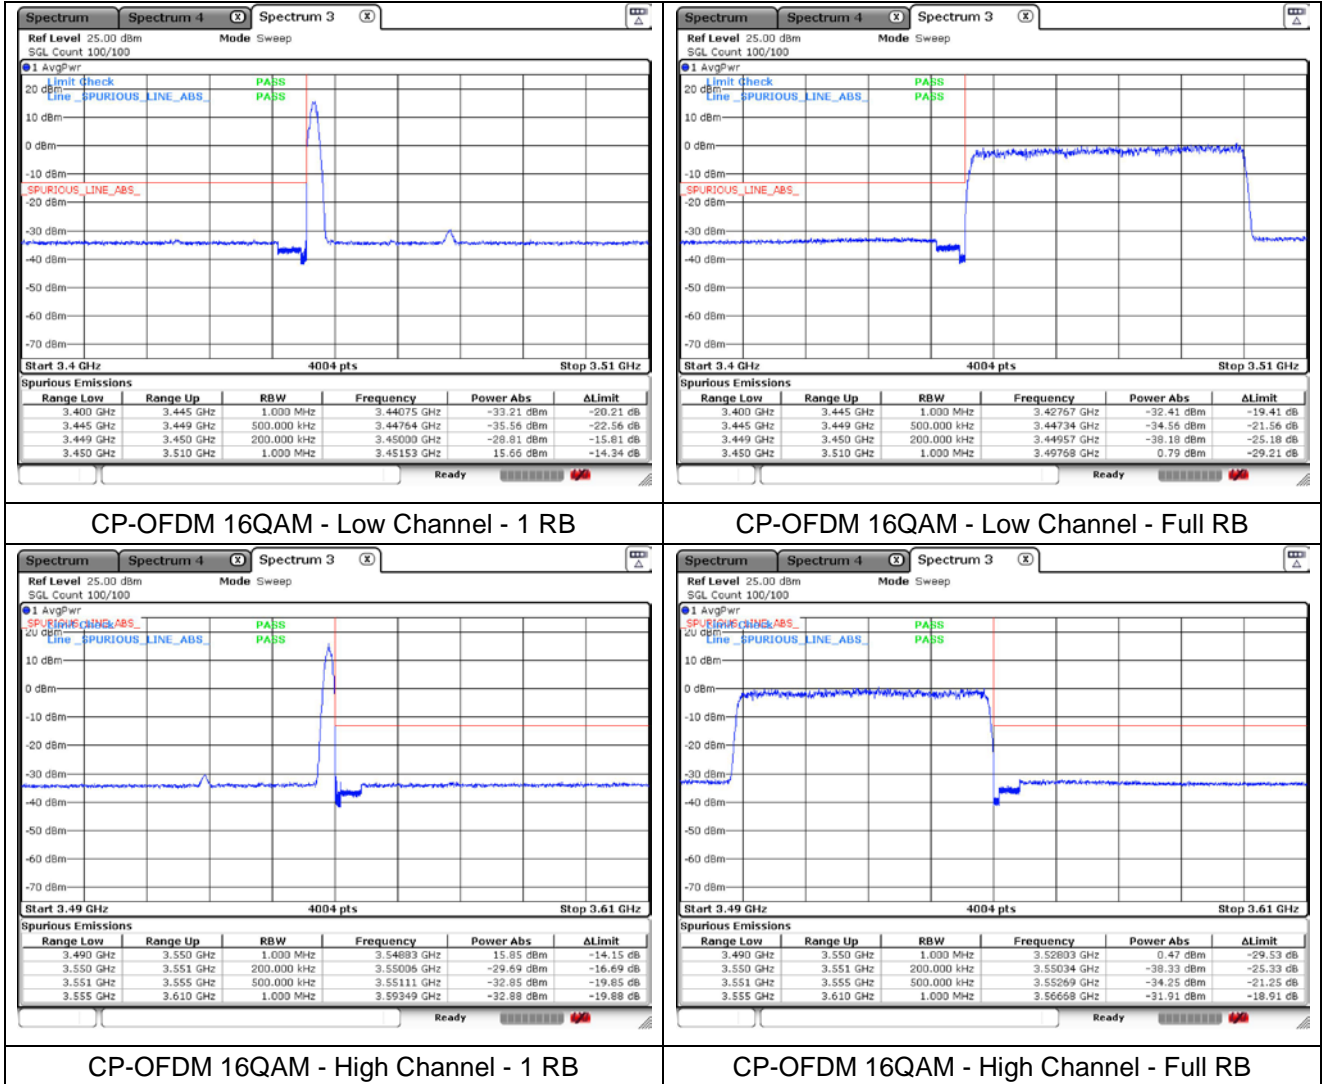 Spectrum Spectrum 4 X Spectrum 3 X
Ref Level 25.00 dBm Mode Sweep
SGL Count 100/100
1 AvgPwr
Limit Check PASS
Line _SPURIOUS_LINE_ABS_ PASS
20 dBm
10 dBm
0 dBm
-10 dBm
_SPURIOUS_LINE_ABS_
-20 dBm
-30 dBm
-40 dBm
-50 dBm
-60 dBm
-70 dBm
Start 3.4 GHz 4004 pts Stop 3.51 GHz
Spurious Emissions
Range Low Range Up RBW Frequency Power Abs ΔLimit
3.400 GHz 3.445 GHz 1.000 MHz 3.44075 GHz -33.21 dBm -20.21 dB
3.445 GHz 3.449 GHz 500.000 kHz 3.44764 GHz -35.56 dBm -22.56 dB
3.449 GHz 3.450 GHz 200.000 kHz 3.45000 GHz -28.81 dBm -15.81 dB
3.450 GHz 3.510 GHz 1.000 MHz 3.45153 GHz 15.66 dBm -14.34 dB
Ready
CP-OFDM 16QAM - Low Channel - 1 RB
Spectrum Spectrum 4 X Spectrum 3 X
Ref Level 25.00 dBm Mode Sweep
SGL Count 100/100
1 AvgPwr
Limit Check PASS
Line _SPURIOUS_LINE_ABS_ PASS
20 dBm
10 dBm
0 dBm
-10 dBm
_SPURIOUS_LINE_ABS_
-20 dBm
-30 dBm
-40 dBm
-50 dBm
-60 dBm
-70 dBm
Start 3.4 GHz 4004 pts Stop 3.51 GHz
Spurious Emissions
Range Low Range Up RBW Frequency Power Abs ΔLimit
3.400 GHz 3.445 GHz 1.000 MHz 3.42767 GHz -32.41 dBm -19.41 dB
3.445 GHz 3.449 GHz 500.000 kHz 3.44734 GHz -34.56 dBm -21.56 dB
3.449 GHz 3.450 GHz 200.000 kHz 3.44957 GHz -38.18 dBm -25.18 dB
3.450 GHz 3.510 GHz 1.000 MHz 3.49768 GHz 0.79 dBm -29.21 dB
Ready
CP-OFDM 16QAM - Low Channel - Full RB
Spectrum Spectrum 4 X Spectrum 3 X
Ref Level 25.00 dBm Mode Sweep
SGL Count 100/100
1 AvgPwr
_SPURIOUS_LINE_ABS_
Limit Check PASS
20 dBm
Line _SPURIOUS_LINE_ABS_ PASS
10 dBm
0 dBm
-10 dBm
-20 dBm
-30 dBm
-40 dBm
-50 dBm
-60 dBm
-70 dBm
Start 3.49 GHz 4004 pts Stop 3.61 GHz
Spurious Emissions
Range Low Range Up RBW Frequency Power Abs ΔLimit
3.490 GHz 3.550 GHz 1.000 MHz 3.54883 GHz 15.85 dBm -14.15 dB
3.550 GHz 3.551 GHz 200.000 kHz 3.55006 GHz -29.69 dBm -16.69 dB
3.551 GHz 3.555 GHz 500.000 kHz 3.55111 GHz -32.85 dBm -19.85 dB
3.555 GHz 3.610 GHz 1.000 MHz 3.59349 GHz -32.88 dBm -19.88 dB
Ready
CP-OFDM 16QAM - High Channel - 1 RB
Spectrum Spectrum 4 X Spectrum 3 X
Ref Level 25.00 dBm Mode Sweep
SGL Count 100/100
1 AvgPwr
_SPURIOUS_LINE_ABS_
Limit Check PASS
20 dBm
Line _SPURIOUS_LINE_ABS_ PASS
10 dBm
0 dBm
-10 dBm
-20 dBm
-30 dBm
-40 dBm
-50 dBm
-60 dBm
-70 dBm
Start 3.49 GHz 4004 pts Stop 3.61 GHz
Spurious Emissions
Range Low Range Up RBW Frequency Power Abs ΔLimit
3.490 GHz 3.550 GHz 1.000 MHz 3.52803 GHz 0.47 dBm -29.53 dB
3.550 GHz 3.551 GHz 200.000 kHz 3.55034 GHz -38.33 dBm -25.33 dB
3.551 GHz 3.555 GHz 500.000 kHz 3.55269 GHz -34.25 dBm -21.25 dB
3.555 GHz 3.610 GHz 1.000 MHz 3.56668 GHz -31.91 dBm -18.91 dB
Ready
CP-OFDM 16QAM - High Channel - Full RB